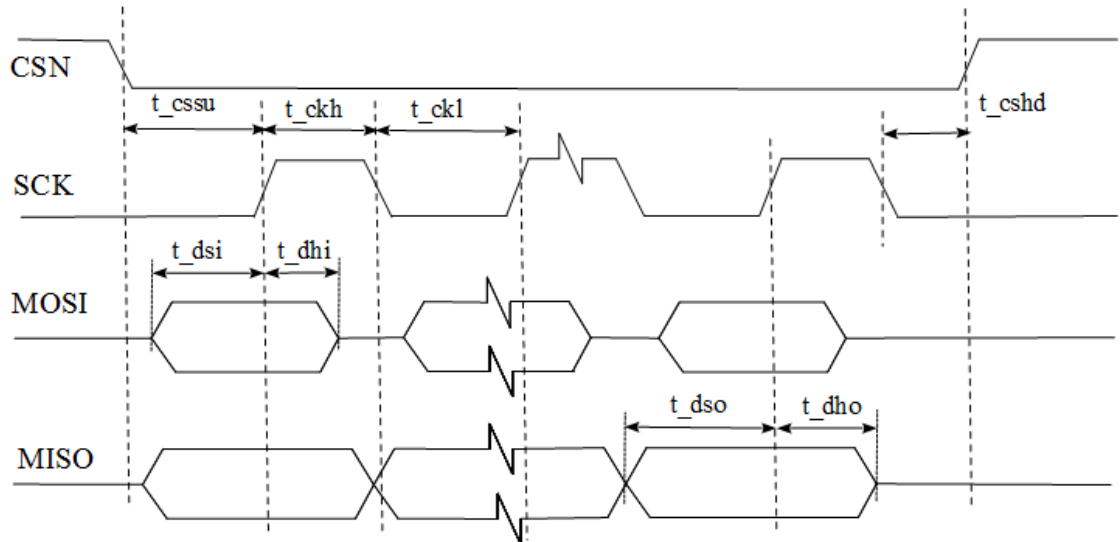 CSN
t_cssu
t_ckh
t_ckl
t_cshd
SCK
t_dsi
t_dhi
MOSI
t_dso
t_dho
MISO